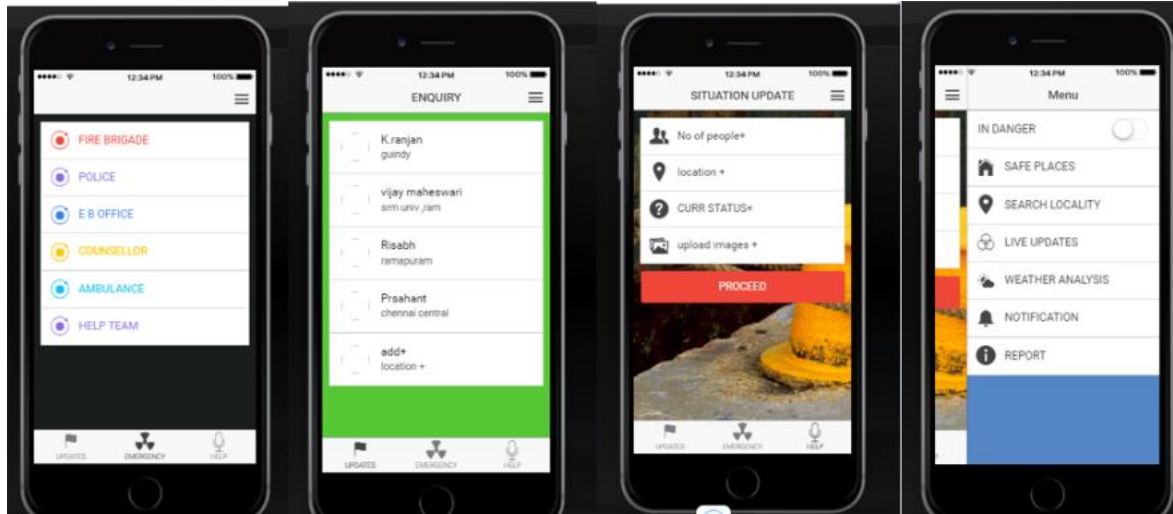 12:34 PM 100%
FIRE BRIGADE
POLICE
E B OFFICE
COUNSELLOR
AMBULANCE
HELP TEAM
UPDATES EMERGENCY HELP
12:34 PM 100%
ENQUIRY
K.ranjan
guindy
vijay maheswari
srm univ ,ram
Risabh
ramapuram
Prsahant
chennai central
add+
location +
UPDATES EMERGENCY HELP
12:34 PM 100%
SITUATION UPDATE
No of people+
location +
CURR STATUS+
upload images +
PROCEED
UPDATES EMERGENCY HELP
12:34 PM 100%
Menu
IN DANGER
SAFE PLACES
SEARCH LOCALITY
LIVE UPDATES
WEATHER ANALYSIS
NOTIFICATION
REPORT